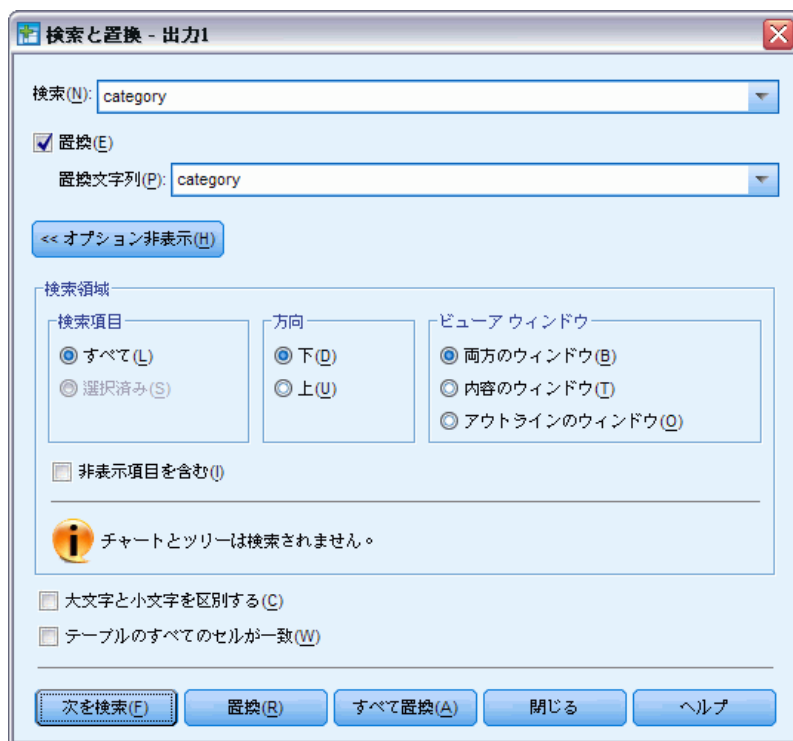 検索と置換 - 出力1
検索(N): category
置換(E)
置換文字列(P): category
<< オプション非表示(H)
検索領域
検索項目
すべて(L)
選択済み(S)
方向
下(D)
上(U)
ビューア ウィンドウ
両方のウィンドウ(B)
内容のウィンドウ(T)
アウトラインのウィンドウ(O)
非表示項目を含む(I)
チャートとツリーは検索されません。
大文字と小文字を区別する(C)
テーブルのすべてのセルが一致(W)
次を検索(F) 置換(R) すべて置換(A) 閉じる ヘルプ